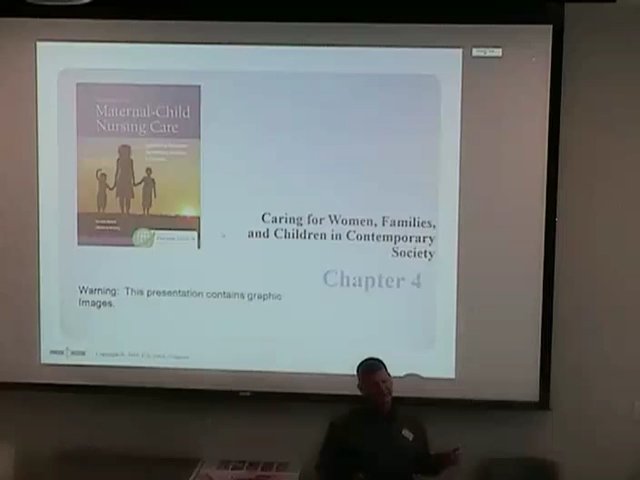 Maternal-Child
Nursing Care
Caring for Women, Families,
and Children in Contemporary
Society
Chapter 4
Warning: This presentation contains graphic
Images.